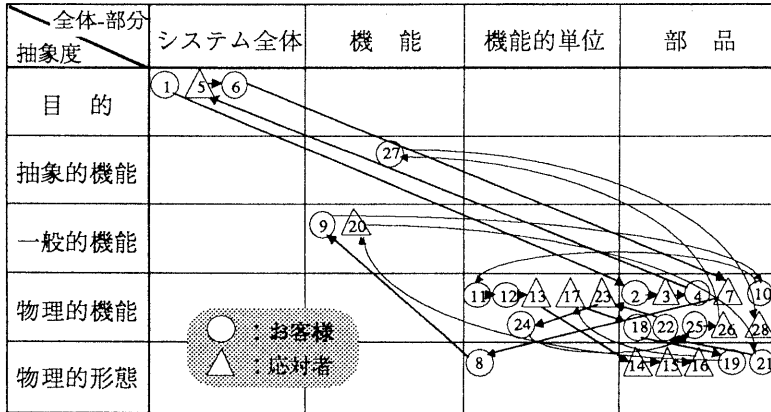 全体-部分
抽象度
システム全体
機 能
機能的単位
部 品
目 的
1 5 6
抽象的機能
27
一般的機能
9 20
物理的機能
11 12 13 17 23 2 3 4 7 10
24 18 22 25 26 28
物理的形態
8 14 15 16 19 21
○:お客様
△:応対者